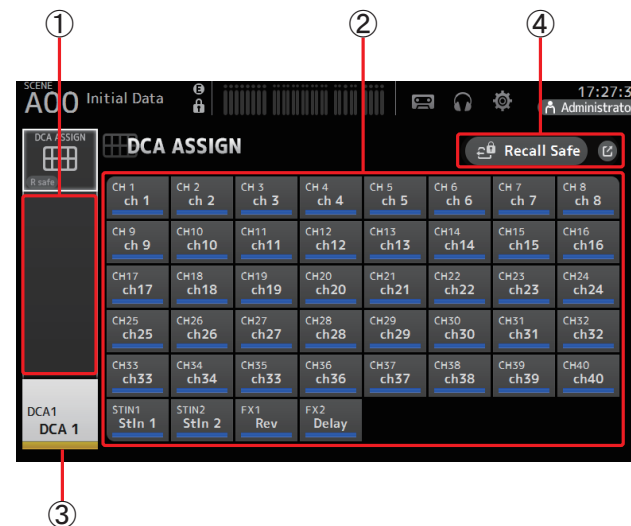 ① ② ④
SCENE
A00 Initial Data E 17:27:3
Administrato
DCA ASSIGN
R safe
DCA ASSIGN
Recall Safe
CH 1 CH 2 CH 3 CH 4 CH 5 CH 6 CH 7 CH 8
ch 1 ch 2 ch 3 ch 4 ch 5 ch 6 ch 7 ch 8
CH 9 CH10 CH11 CH12 CH13 CH14 CH15 CH16
ch 9 ch10 ch11 ch12 ch13 ch14 ch15 ch16
CH17 CH18 CH19 CH20 CH21 CH22 CH23 CH24
ch17 ch18 ch19 ch20 ch21 ch22 ch23 ch24
CH25 CH26 CH27 CH28 CH29 CH30 CH31 CH32
ch25 ch26 ch27 ch28 ch29 ch30 ch31 ch32
CH33 CH34 CH35 CH36 CH37 CH38 CH39 CH40
ch33 ch34 ch33 ch36 ch37 ch38 ch39 ch40
STIN1 STIN2 FX1 FX2
StIn 1 StIn 2 Rev Delay
DCA1
DCA 1
③